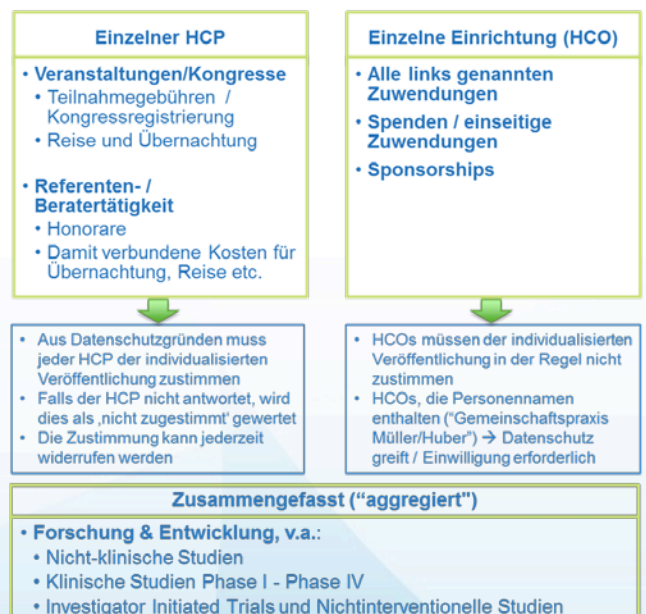 Einzelner HCP
• Veranstaltungen/Kongresse
• Teilnahmegebühren /
Kongressregistrierung
• Reise und Übernachtung
• Referenten- /
Beratertätigkeit
• Honorare
• Damit verbundene Kosten für
Übernachtung, Reise etc.
• Aus Datenschutzgründen muss
jeder HCP der individualisierten
Veröffentlichung zustimmen
• Falls der HCP nicht antwortet, wird
dies als ‚nicht zugestimmt‘ gewertet
• Die Zustimmung kann jederzeit
widerrufen werden
Einzelne Einrichtung (HCO)
• Alle links genannten
Zuwendungen
• Spenden / einseitige
Zuwendungen
• Sponsorships
• HCOs müssen der individualisierten
Veröffentlichung in der Regel nicht
zustimmen
• HCOs, die Personennamen
enthalten (“Gemeinschaftspraxis
Müller/Huber”) → Datenschutz
greift / Einwilligung erforderlich
Zusammengefasst (“aggregiert")
• Forschung & Entwicklung, v.a.:
• Nicht-klinische Studien
• Klinische Studien Phase I - Phase IV
• Investigator Initiated Trials und Nichtinterventionelle Studien